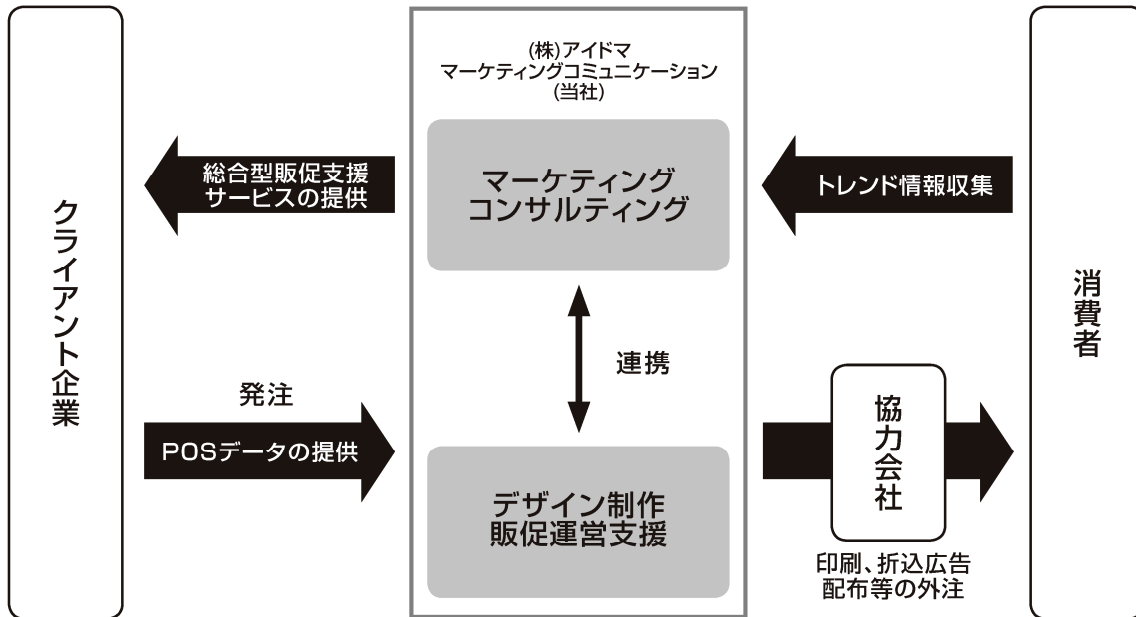 クライアント企業
総合型販促支援
サービスの提供
発注
POSデータの提供
(株)アイドマ
マーケティングコミュニケーション
(当社)
マーケティング
コンサルティング
連携
デザイン制作
販促運営支援
トレンド情報収集
協力会社
印刷、折込広告
配布等の外注
消費者